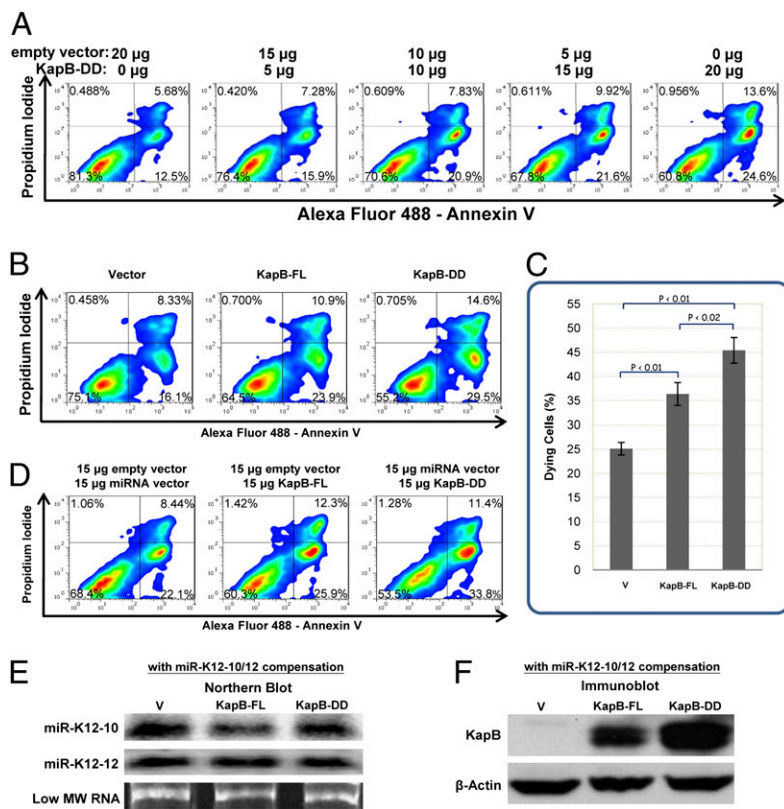 A
empty vector: 20 µg 15 µg 10 µg 5 µg 0 µg
KapB-DD: 0 µg 5 µg 10 µg 15 µg 20 µg
0.488% 5.68% 0.420% 7.28% 0.609% 7.83% 0.611% 9.92% 0.956% 13.6%
Propidium Iodide
81.3% 12.5% 76.4% 15.9% 70.6% 20.9% 67.8% 21.6% 60.8% 24.6%
Alexa Fluor 488 - Annexin V
B
Vector KapB-FL KapB-DD
0.458% 8.33% 0.700% 10.9% 0.705% 14.6%
Propidium Iodide
75.1% 16.1% 64.5% 23.9% 55.2% 29.5%
Alexa Fluor 488 - Annexin V
C
Dying Cells (%)
55
50
45
40
35
30
25
20
15
10
5
0
P < 0.01
P < 0.02
P < 0.01
V KapB-FL KapB-DD
D
15 µg empty vector 15 µg empty vector 15 µg miRNA vector
15 µg miRNA vector 15 µg KapB-FL 15 µg KapB-DD
1.06% 8.44% 1.42% 12.3% 1.28% 11.4%
Propidium Iodide
68.4% 22.1% 60.3% 25.9% 53.5% 33.8%
Alexa Fluor 488 - Annexin V
E
with miR-K12-10/12 compensation
Northern Blot
V KapB-FL KapB-DD
miR-K12-10
miR-K12-12
Low MW RNA
F
with miR-K12-10/12 compensation
Immunoblot
V KapB-FL KapB-DD
KapB
β-Actin